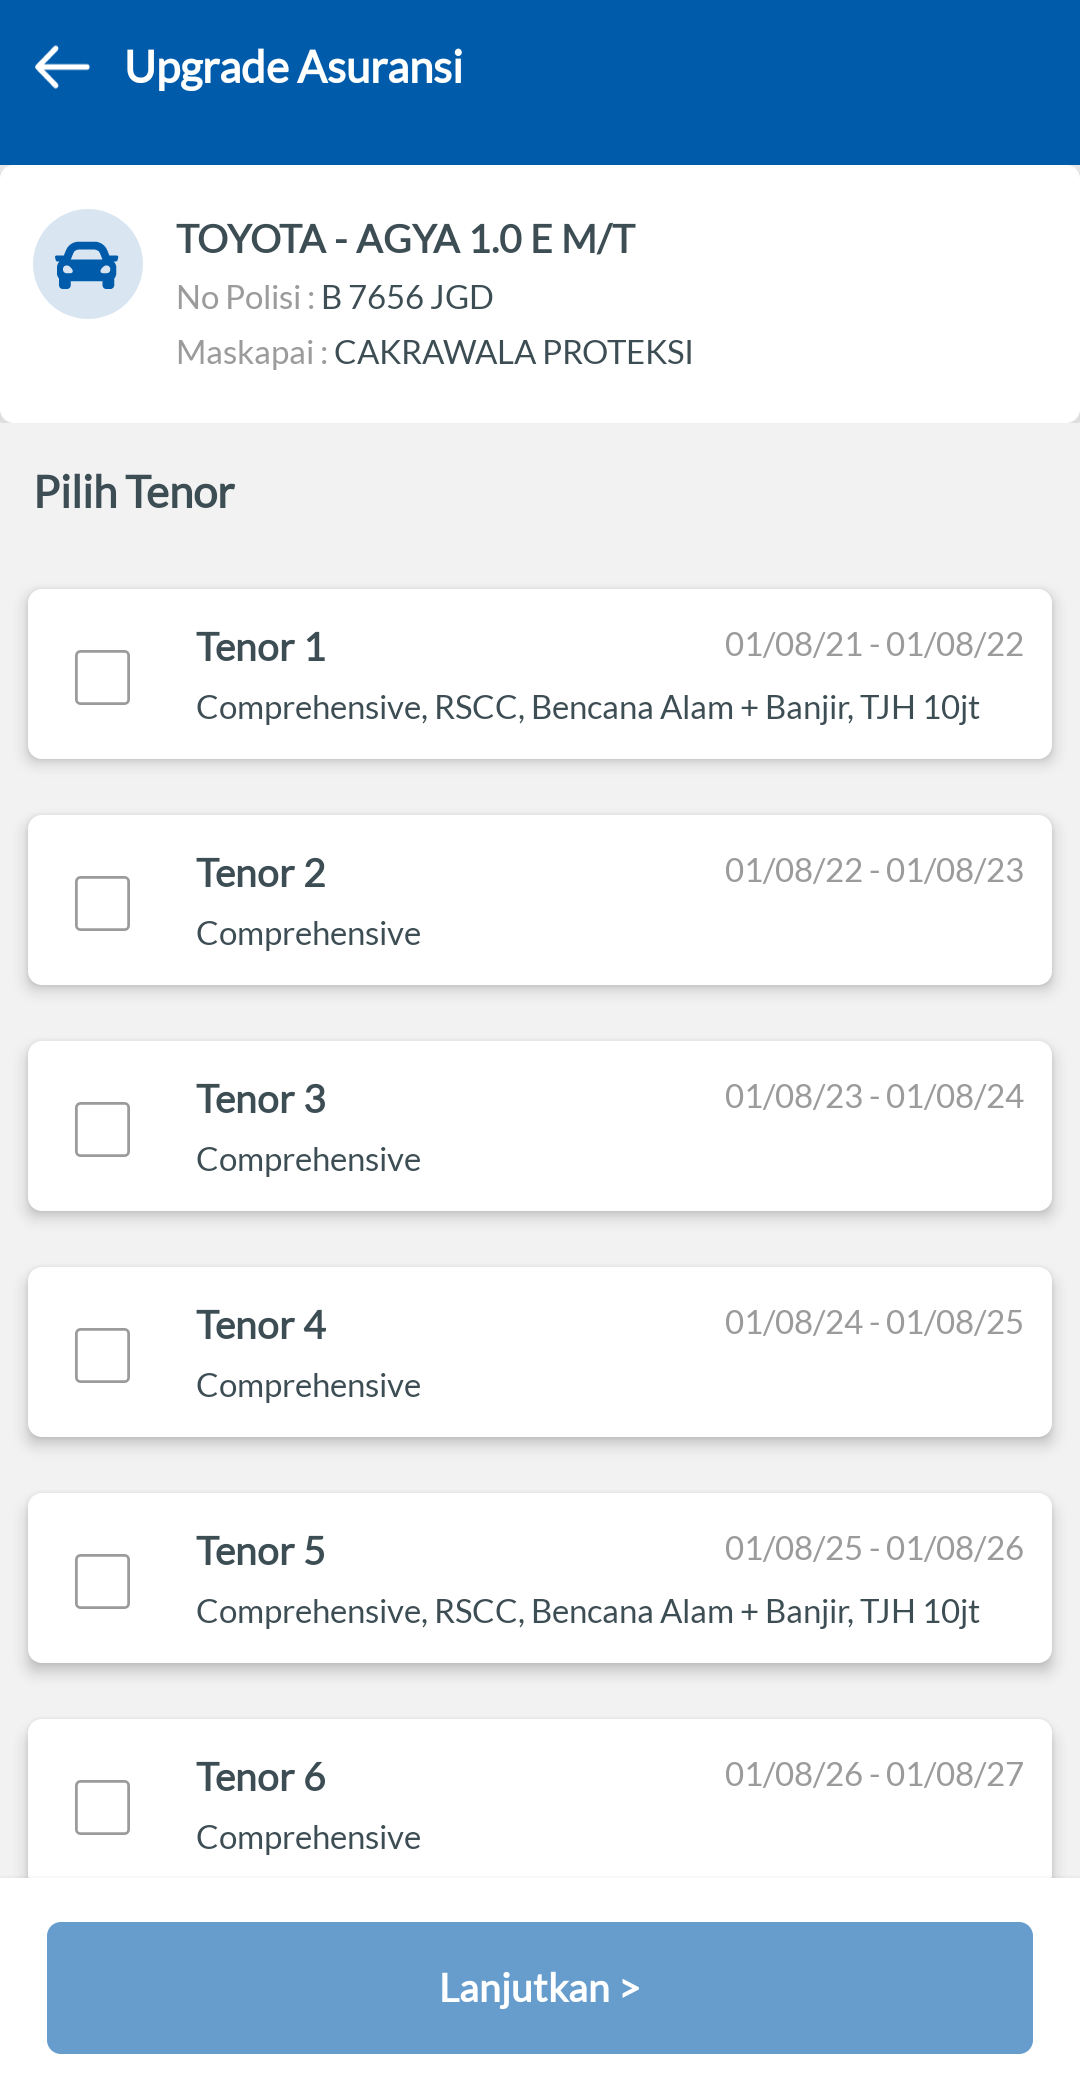 Upgrade Asuransi
TOYOTA - AGYA 1.0 E M/T
No Polisi : B 7656 JGD
Maskapai : CAKRAWALA PROTEKSI
Pilih Tenor
Tenor 1
01/08/21 - 01/08/22
Comprehensive, RSCC, Bencana Alam + Banjir, TJH 10jt
Tenor 2
01/08/22 - 01/08/23
Comprehensive
Tenor 3
01/08/23 - 01/08/24
Comprehensive
Tenor 4
01/08/24 - 01/08/25
Comprehensive
Tenor 5
01/08/25 - 01/08/26
Comprehensive, RSCC, Bencana Alam + Banjir, TJH 10jt
Tenor 6
01/08/26 - 01/08/27
Comprehensive
Lanjutkan >